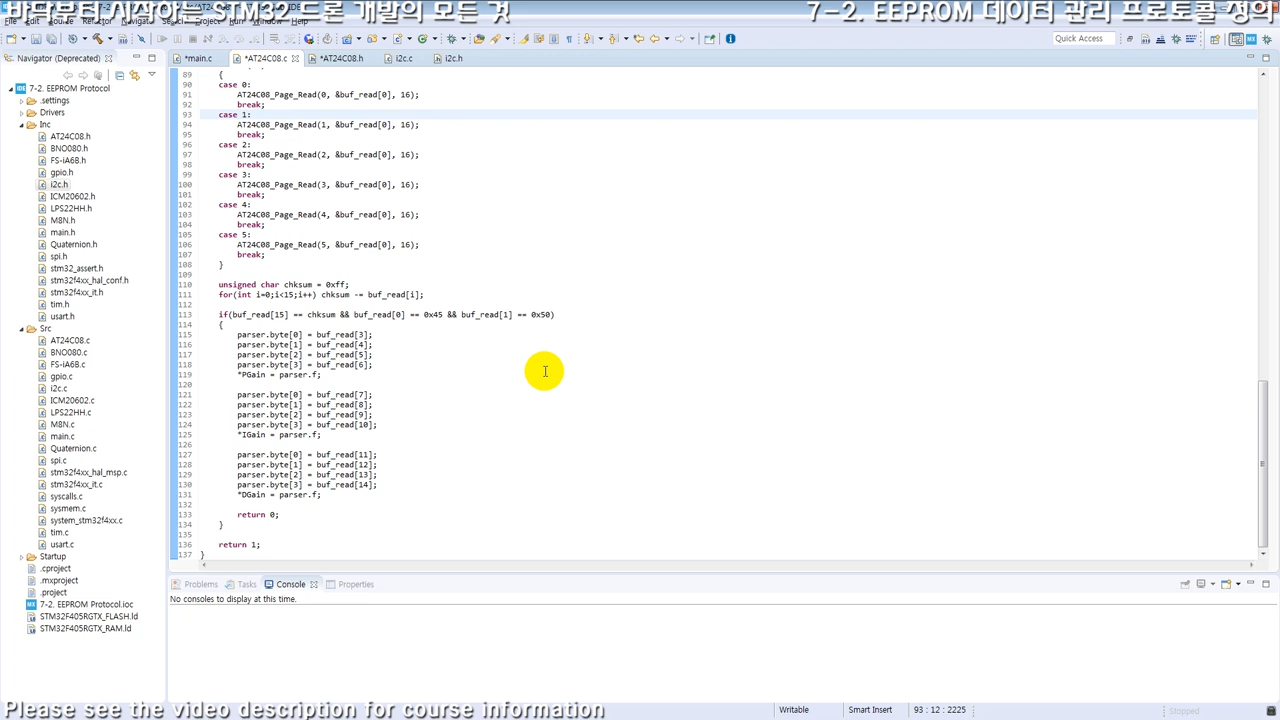 바닥부터 시작하는 STM32 드론 개발의 모든 것
7-2. EEPROM 데이터 관리 프로토콜 정의
File Edit Source Refactor Navigate Search Project Run Window Help
Quick Access
Navigator (Deprecated)
*main.c
*AT24C08.c
*AT24C08.h
i2c.c
i2c.h
7-2. EEPROM Protocol
.settings
Drivers
Inc
AT24C08.h
BNO080.h
FS-iA6B.h
gpio.h
i2c.h
ICM20602.h
LPS22HH.h
M8N.h
main.h
Quaternion.h
spi.h
stm32_assert.h
stm32f4xx_hal_conf.h
stm32f4xx_it.h
tim.h
usart.h
Src
AT24C08.c
BNO080.c
FS-iA6B.c
gpio.c
i2c.c
ICM20602.c
LPS22HH.c
M8N.c
main.c
Quaternion.c
spi.c
stm32f4xx_hal_msp.c
stm32f4xx_it.c
syscalls.c
sysmem.c
system_stm32f4xx.c
tim.c
usart.c
Startup
.cproject
.mxproject
.project
7-2. EEPROM Protocol.ioc
STM32F405RGTX_FLASH.ld
STM32F405RGTX_RAM.ld
89 {
90 case 0:
91 AT24C08_Page_Read(0, &buf_read[0], 16);
92 break;
93 case 1:
94 AT24C08_Page_Read(1, &buf_read[0], 16);
95 break;
96 case 2:
97 AT24C08_Page_Read(2, &buf_read[0], 16);
98 break;
99 case 3:
100 AT24C08_Page_Read(3, &buf_read[0], 16);
101 break;
102 case 4:
103 AT24C08_Page_Read(4, &buf_read[0], 16);
104 break;
105 case 5:
106 AT24C08_Page_Read(5, &buf_read[0], 16);
107 break;
108 }
109
110 unsigned char chksum = 0xff;
111 for(int i=0;i<15;i++) chksum -= buf_read[i];
112
113 if(buf_read[15] == chksum && buf_read[0] == 0x45 && buf_read[1] == 0x50)
114 {
115 parser.byte[0] = buf_read[3];
116 parser.byte[1] = buf_read[4];
117 parser.byte[2] = buf_read[5];
118 parser.byte[3] = buf_read[6];
119 *PGain = parser.f;
120
121 parser.byte[0] = buf_read[7];
122 parser.byte[1] = buf_read[8];
123 parser.byte[2] = buf_read[9];
124 parser.byte[3] = buf_read[10];
125 *IGain = parser.f;
126
127 parser.byte[0] = buf_read[11];
128 parser.byte[1] = buf_read[12];
129 parser.byte[2] = buf_read[13];
130 parser.byte[3] = buf_read[14];
131 *DGain = parser.f;
132
133 return 0;
134 }
135
136 return 1;
137 }
Problems
Tasks
Console
Properties
No consoles to display at this time.
Please see the video description for course information
Writable
Smart Insert
93 : 12 : 2225
Stopped